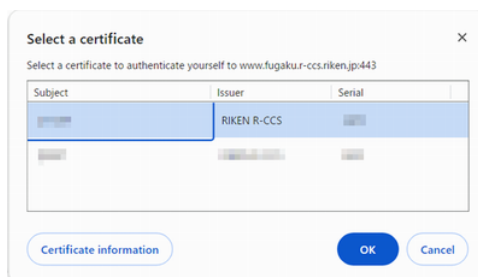 Select a certificate
Select a certificate to authenticate yourself to www.fugaku.r-ccs.riken.jp:443
Subject Issuer Serial
RIKEN R-CCS
Certificate information OK Cancel